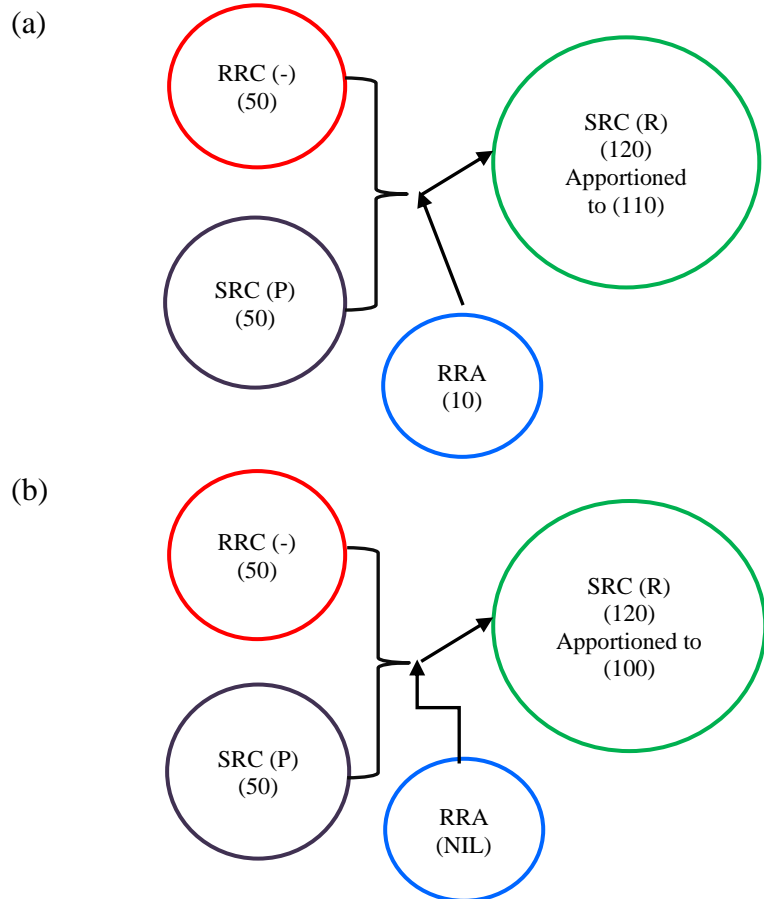 (a)
RRC (-)
(50)
SRC (R)
(120)
Apportioned
to (110)
SRC (P)
(50)
RRA
(10)
(b)
RRC (-)
(50)
SRC (R)
(120)
Apportioned to
(100)
SRC (P)
(50)
RRA
(NIL)